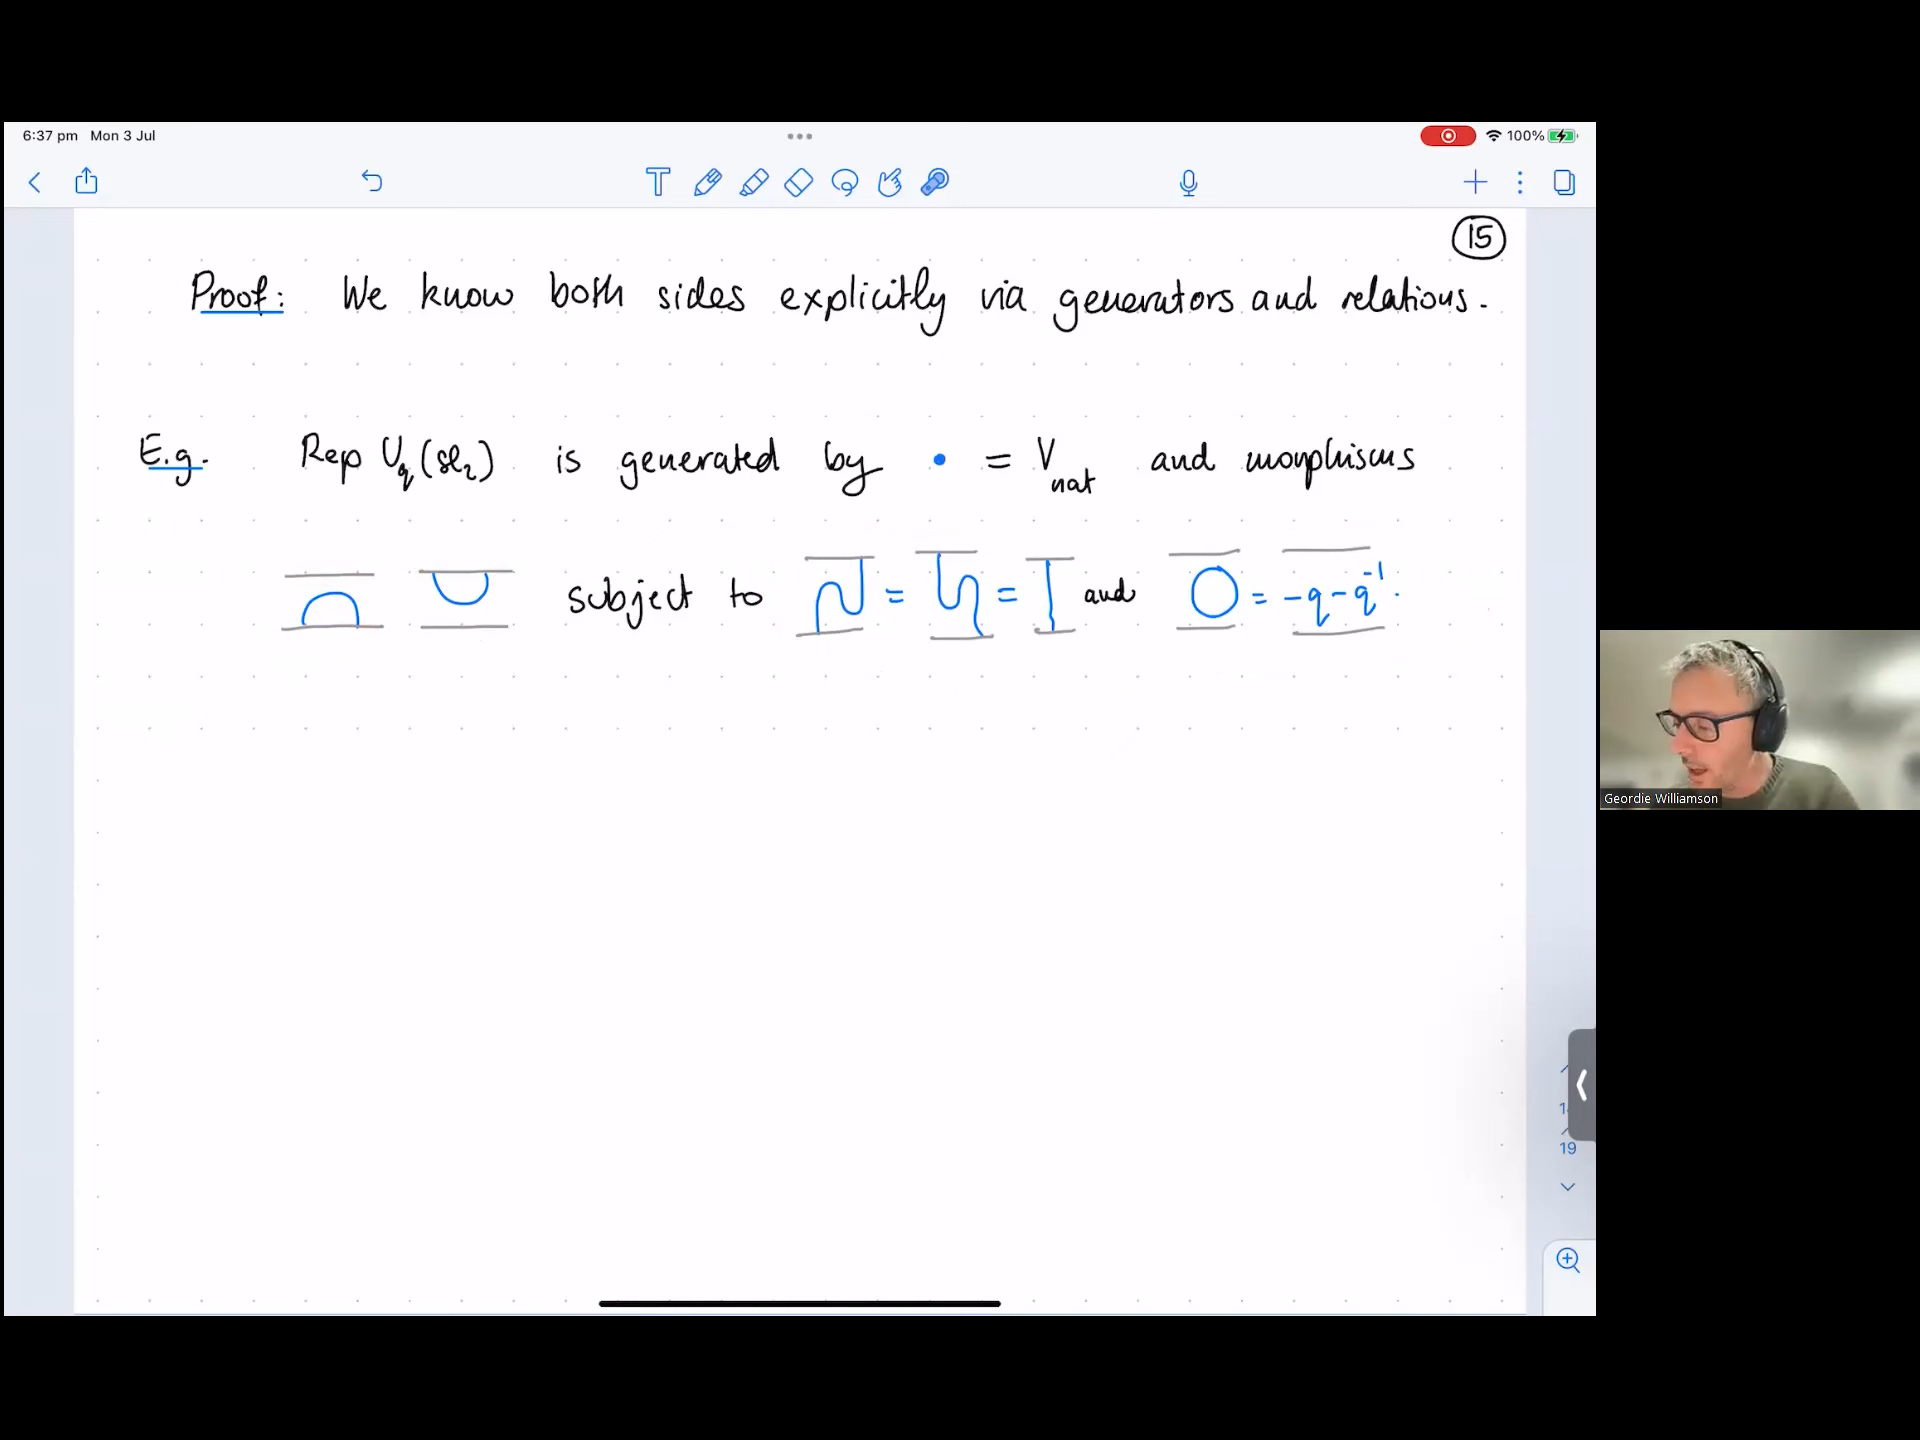 6:37 pm Mon 3 Jul
100%
T
15
Proof: We know both sides explicitly via generators and relations.
E.g. Rep U_q(sl_2) is generated by • = V_nat and morphisms
subject to = = and = -q-q^{-1}.
Geordie Williamson
19